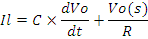 Il = C × dVo/dt + Vo(s)/R